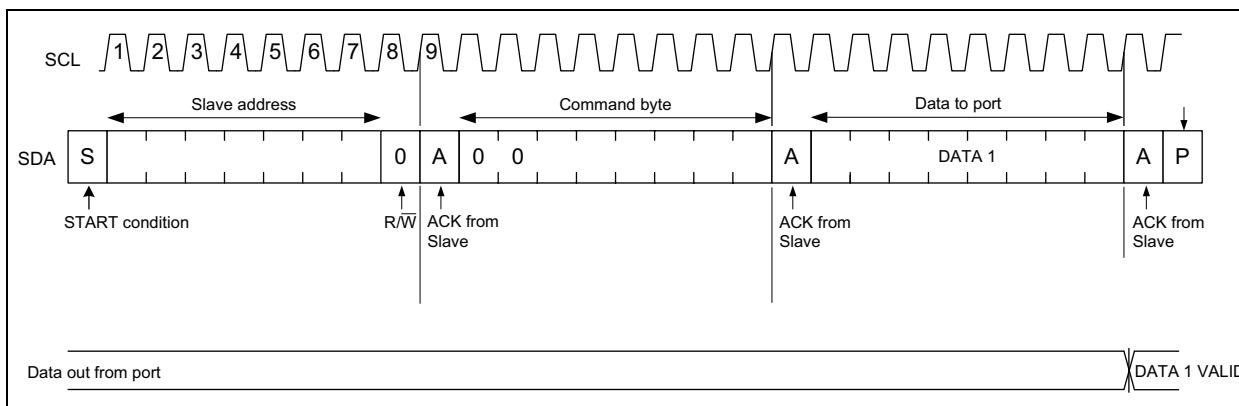 SCL
1 2 3 4 5 6 7 8 9
Slave address
Command byte
Data to port
SDA
S
0
A
0 0
A
DATA 1
A
P
START condition
R/W̅
ACK from
Slave
ACK from
Slave
ACK from
Slave
Data out from port
DATA 1 VALID